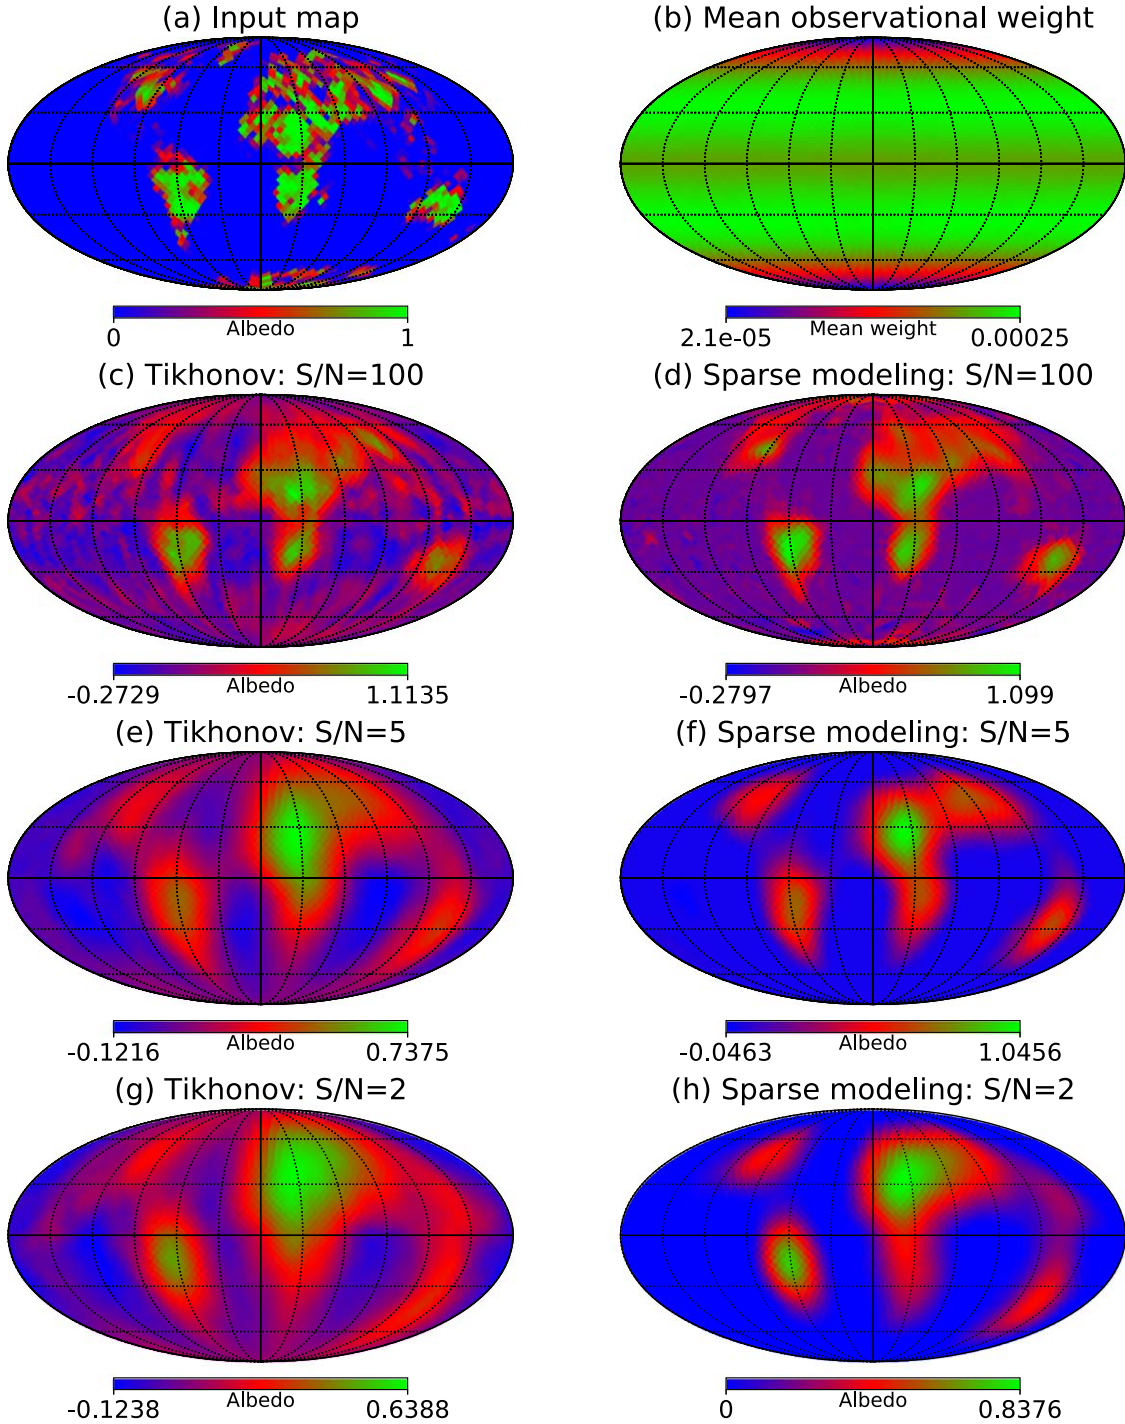 (a) Input map
(b) Mean observational weight
0 Albedo 1
2.1e-05 Mean weight 0.00025
(c) Tikhonov: S/N=100
(d) Sparse modeling: S/N=100
-0.2729 Albedo 1.1135
-0.2797 Albedo 1.099
(e) Tikhonov: S/N=5
(f) Sparse modeling: S/N=5
-0.1216 Albedo 0.7375
-0.0463 Albedo 1.0456
(g) Tikhonov: S/N=2
(h) Sparse modeling: S/N=2
-0.1238 Albedo 0.6388
0 Albedo 0.8376